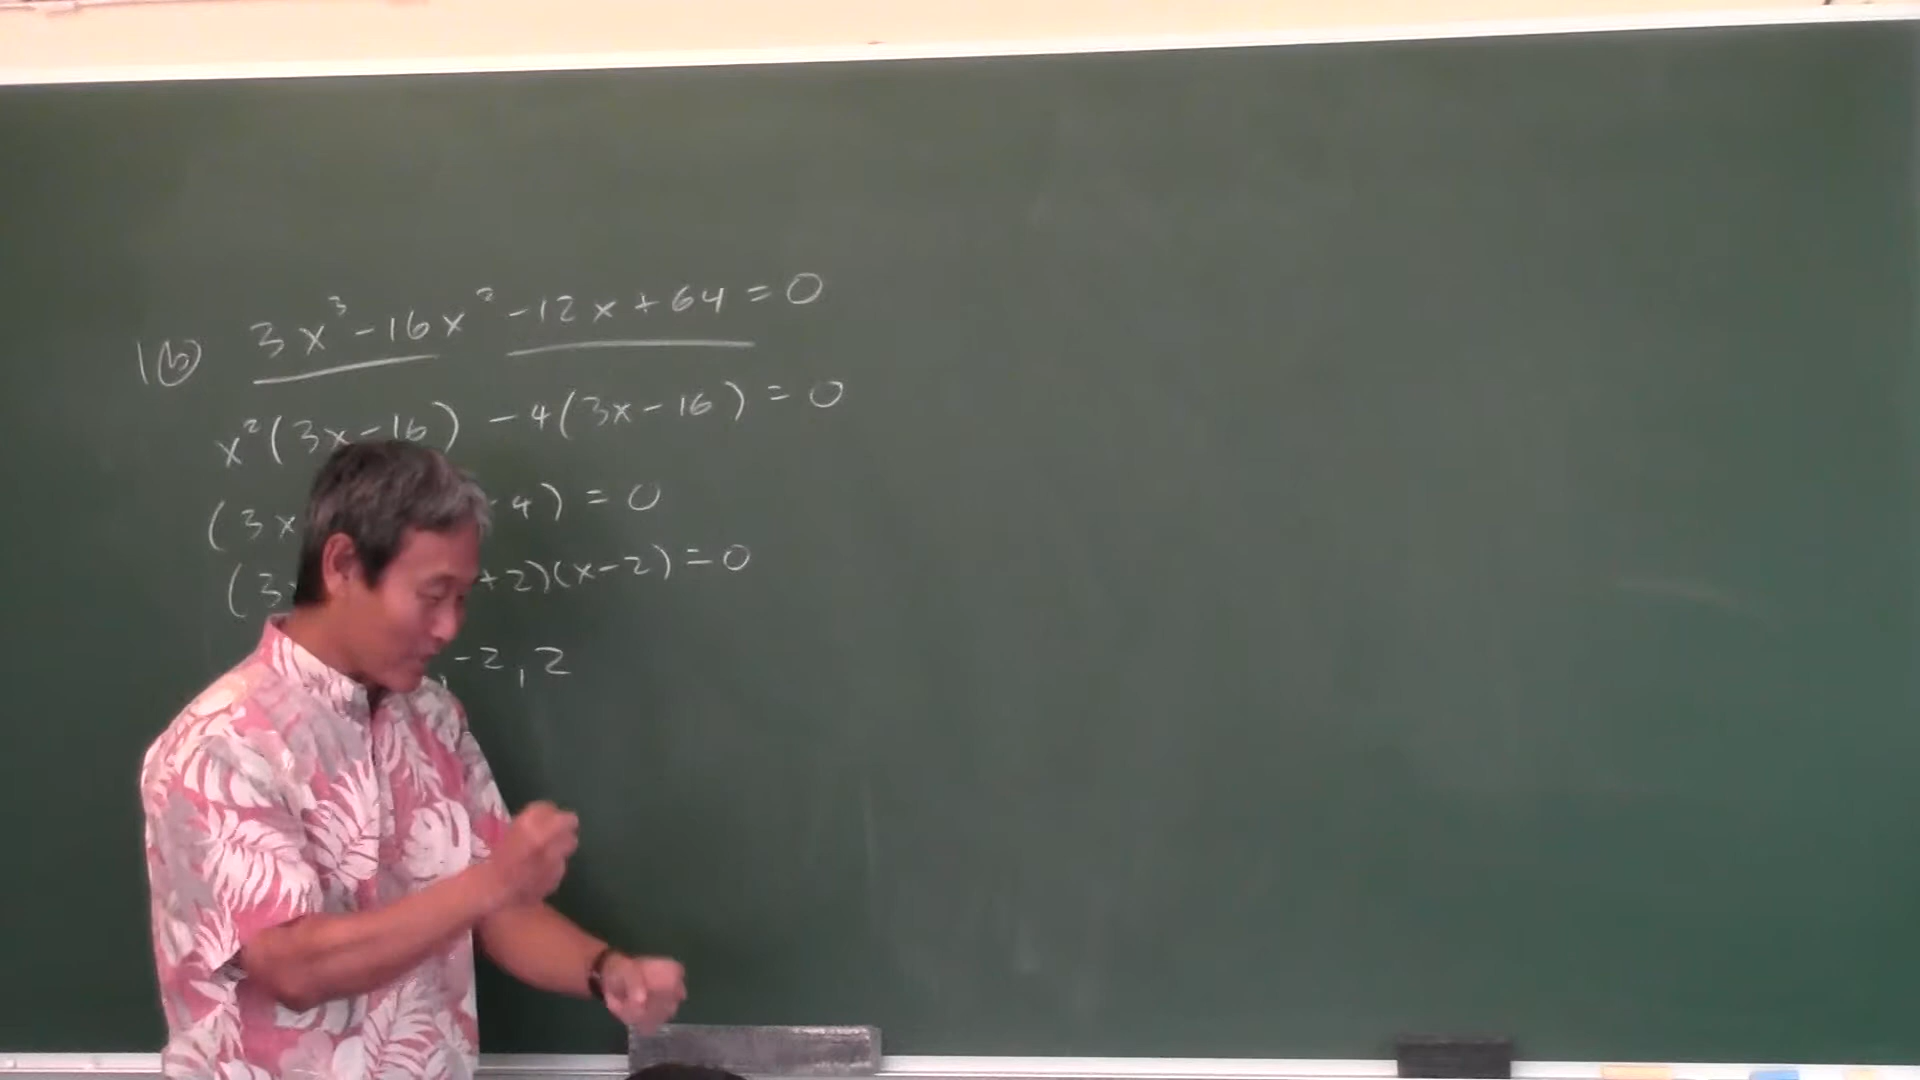 1ⓑ 3x³ - 16x² - 12x + 64 = 0
x²(3x - 16) - 4(3x - 16) = 0
(3x 4) = 0
(3 +2)(x-2) = 0
, -2, 2